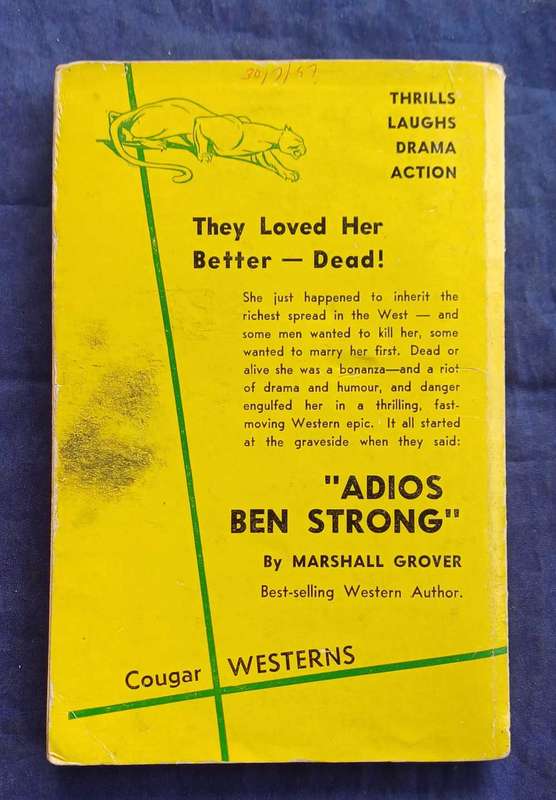 THRILLS
LAUGHS
DRAMA
ACTION
They Loved Her
Better — Dead!
She just happened to inherit the
richest spread in the West — and
some men wanted to kill her, some
wanted to marry her first. Dead or
alive she was a bonanza—and a riot
of drama and humour, and danger
engulfed her in a thrilling, fast-
moving Western epic. It all started
at the graveside when they said:
"ADIOS
BEN STRONG"
By MARSHALL GROVER
Best-selling Western Author.
Cougar WESTERNS